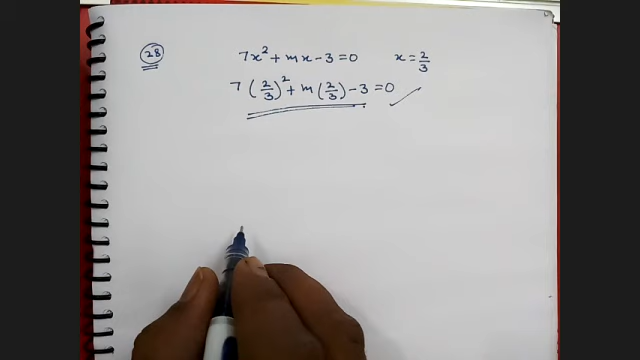 28 7x² + mx - 3 = 0 x = 2/3
7(2/3)² + m(2/3) - 3 = 0 ✓